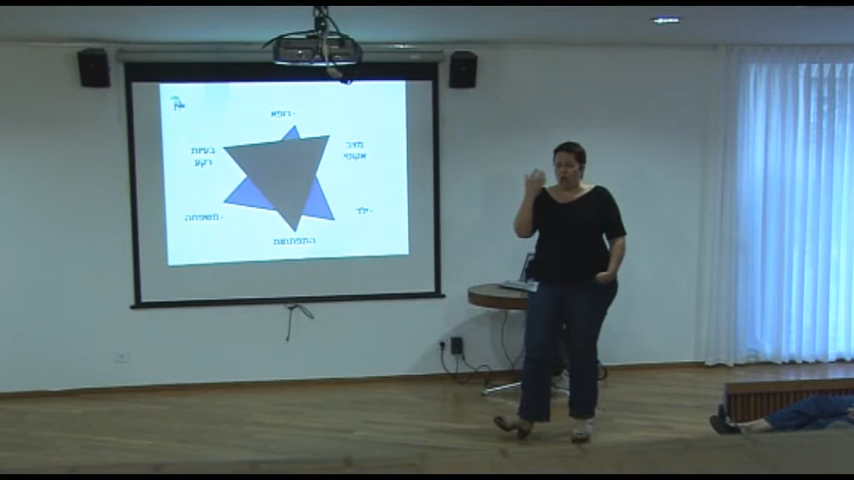 - רופא
מצב
אקוטי
בעיות
רקע
- ילד
- משפחה
התפתחות